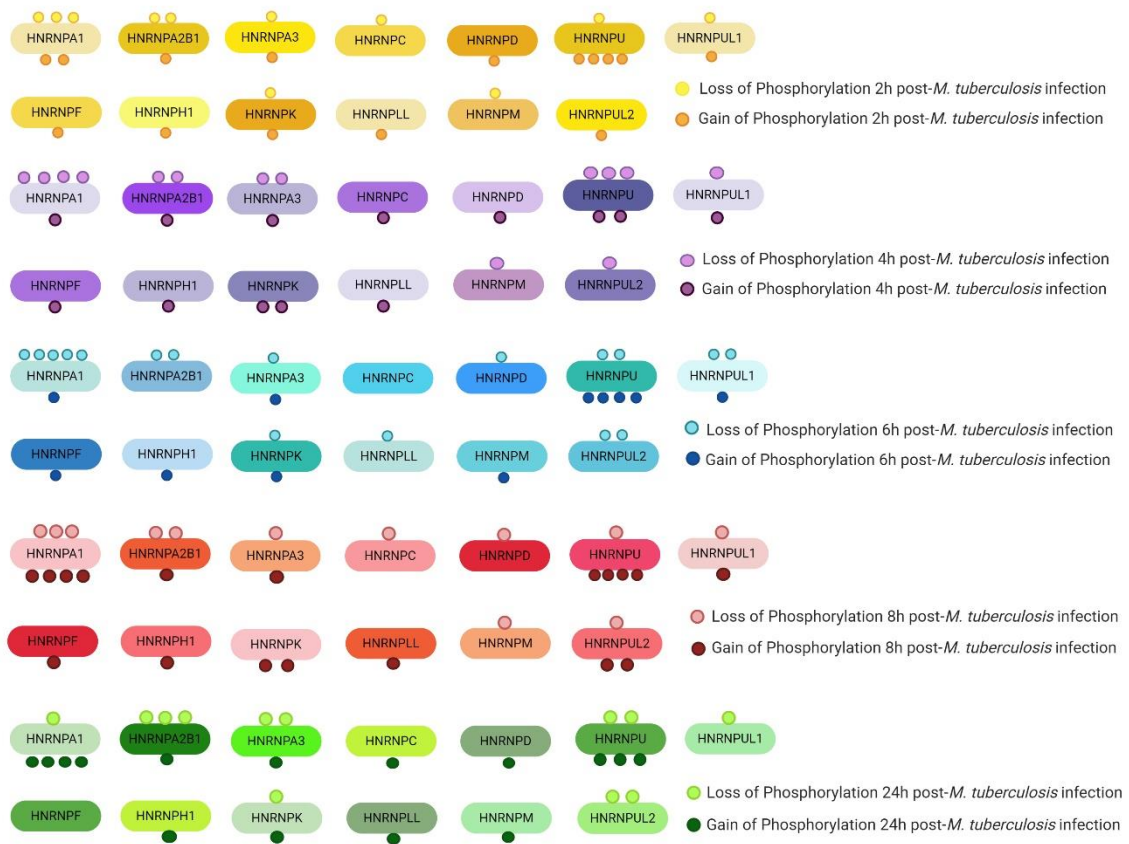 HNRNPA1 HNRNPA2B1 HNRNPA3 HNRNPC HNRNPD HNRNPU HNRNPUL1
Loss of Phosphorylation 2h post-M. tuberculosis infection
HNRNPF HNRNPH1 HNRNPK HNRNPLL HNRNPM HNRNPUL2
Gain of Phosphorylation 2h post-M. tuberculosis infection
HNRNPA1 HNRNPA2B1 HNRNPA3 HNRNPC HNRNPD HNRNPU HNRNPUL1
Loss of Phosphorylation 4h post-M. tuberculosis infection
HNRNPF HNRNPH1 HNRNPK HNRNPLL HNRNPM HNRNPUL2
Gain of Phosphorylation 4h post-M. tuberculosis infection
HNRNPA1 HNRNPA2B1 HNRNPA3 HNRNPC HNRNPD HNRNPU HNRNPUL1
Loss of Phosphorylation 6h post-M. tuberculosis infection
HNRNPF HNRNPH1 HNRNPK HNRNPLL HNRNPM HNRNPUL2
Gain of Phosphorylation 6h post-M. tuberculosis infection
HNRNPA1 HNRNPA2B1 HNRNPA3 HNRNPC HNRNPD HNRNPU HNRNPUL1
Loss of Phosphorylation 8h post-M. tuberculosis infection
HNRNPF HNRNPH1 HNRNPK HNRNPLL HNRNPM HNRNPUL2
Gain of Phosphorylation 8h post-M. tuberculosis infection
HNRNPA1 HNRNPA2B1 HNRNPA3 HNRNPC HNRNPD HNRNPU HNRNPUL1
Loss of Phosphorylation 24h post-M. tuberculosis infection
HNRNPF HNRNPH1 HNRNPK HNRNPLL HNRNPM HNRNPUL2
Gain of Phosphorylation 24h post-M. tuberculosis infection